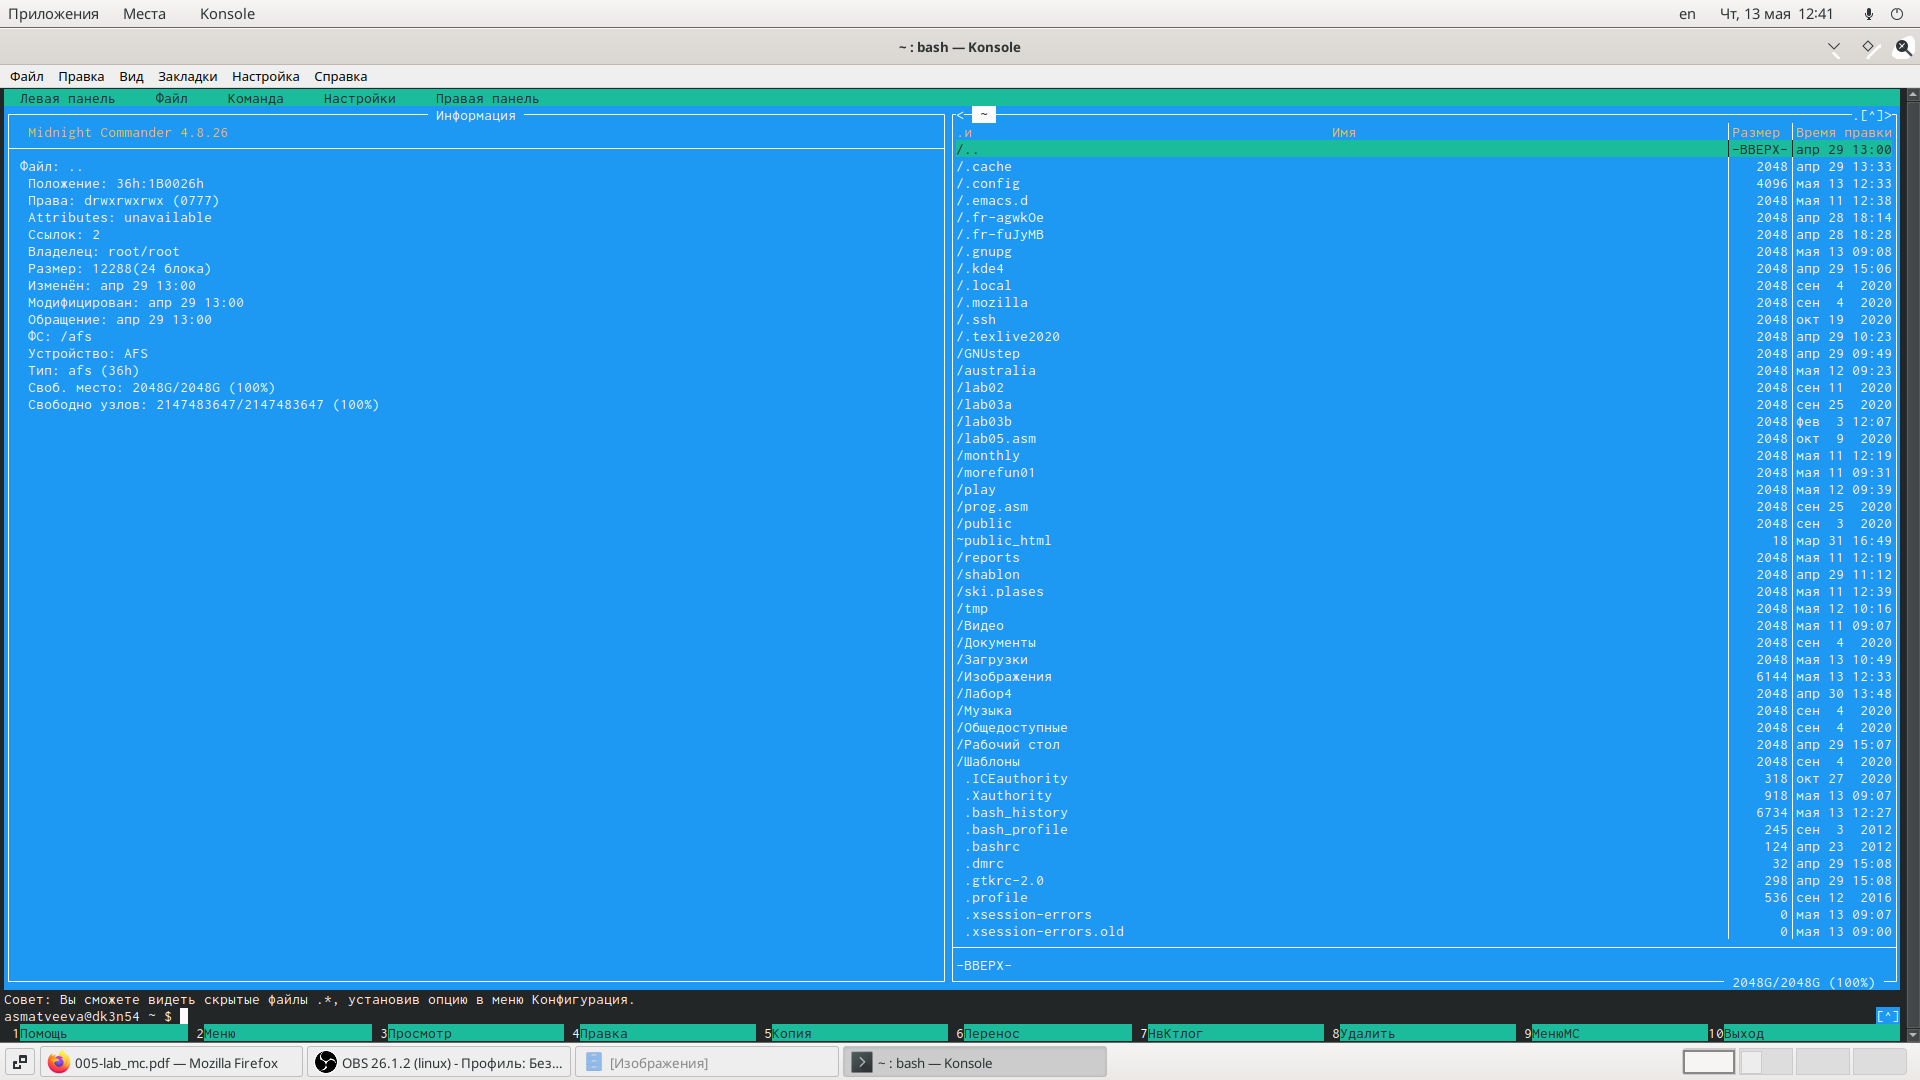 Приложения Места Konsole en Чт, 13 мая 12:41
~ : bash — Konsole
Файл Правка Вид Закладки Настройка Справка
Левая панель Файл Команда Настройки Правая панель
Информация
Midnight Commander 4.8.26
Файл: ..
Положение: 36h:1B0026h
Права: drwxrwxrwx (0777)
Attributes: unavailable
Ссылок: 2
Владелец: root/root
Размер: 12288(24 блока)
Изменён: апр 29 13:00
Модифицирован: апр 29 13:00
Обращение: апр 29 13:00
ФС: /afs
Устройство: AFS
Тип: afs (36h)
Своб. место: 2048G/2048G (100%)
Свободно узлов: 2147483647/2147483647 (100%)
<─ ~ .[^]>
.и Имя Размер Время правки
/.. -ВВЕРХ- апр 29 13:00
/.cache 2048 апр 29 13:33
/.config 4096 мая 13 12:33
/.emacs.d 2048 мая 11 12:38
/.fr-agwkOe 2048 апр 28 18:14
/.fr-fuJyMB 2048 апр 28 18:28
/.gnupg 2048 мая 13 09:08
/.kde4 2048 апр 29 15:06
/.local 2048 сен 4 2020
/.mozilla 2048 сен 4 2020
/.ssh 2048 окт 19 2020
/.texlive2020 2048 апр 29 10:23
/GNUstep 2048 апр 29 09:49
/australia 2048 мая 12 09:23
/lab02 2048 сен 11 2020
/lab03a 2048 сен 25 2020
/lab03b 2048 фев 3 12:07
/lab05.asm 2048 окт 9 2020
/monthly 2048 мая 11 12:19
/morefun01 2048 мая 11 09:31
/play 2048 мая 12 09:39
/prog.asm 2048 сен 25 2020
/public 2048 сен 3 2020
~public_html 18 мар 31 16:49
/reports 2048 мая 11 12:19
/shablon 2048 апр 29 11:12
/ski.plases 2048 мая 11 12:39
/tmp 2048 мая 12 10:16
/Видео 2048 мая 11 09:07
/Документы 2048 сен 4 2020
/Загрузки 2048 мая 13 10:49
/Изображения 6144 мая 13 12:33
/Лабор4 2048 апр 30 13:48
/Музыка 2048 сен 4 2020
/Общедоступные 2048 сен 4 2020
/Рабочий стол 2048 апр 29 15:07
/Шаблоны 2048 сен 4 2020
.ICEauthority 318 окт 27 2020
.Xauthority 918 мая 13 09:07
.bash_history 6734 мая 13 12:27
.bash_profile 245 сен 3 2012
.bashrc 124 апр 23 2012
.dmrc 32 апр 29 15:08
.gtkrc-2.0 298 апр 29 15:08
.profile 536 сен 12 2016
.xsession-errors 0 мая 13 09:07
.xsession-errors.old 0 мая 13 09:00
-ВВЕРХ-
2048G/2048G (100%)
Совет: Вы сможете видеть скрытые файлы .*, установив опцию в меню Конфигурация.
asmatveeva@dk3n54 ~ $ [^]
1Помощь 2Меню 3Просмотр 4Правка 5Копия 6Перенос 7НвКтлог 8Удалить 9МенюMC 10Выход
005-lab_mc.pdf — Mozilla Firefox OBS 26.1.2 (linux) - Профиль: Без... [Изображения] ~ : bash — Konsole